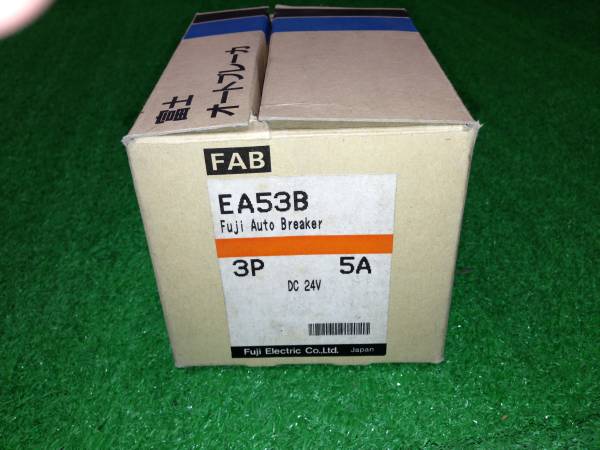 富士
オートブレーカ
FAB
EA53B
Fuji Auto Breaker
3P 5A
DC 24V
Fuji Electric Co.,Ltd. Japan